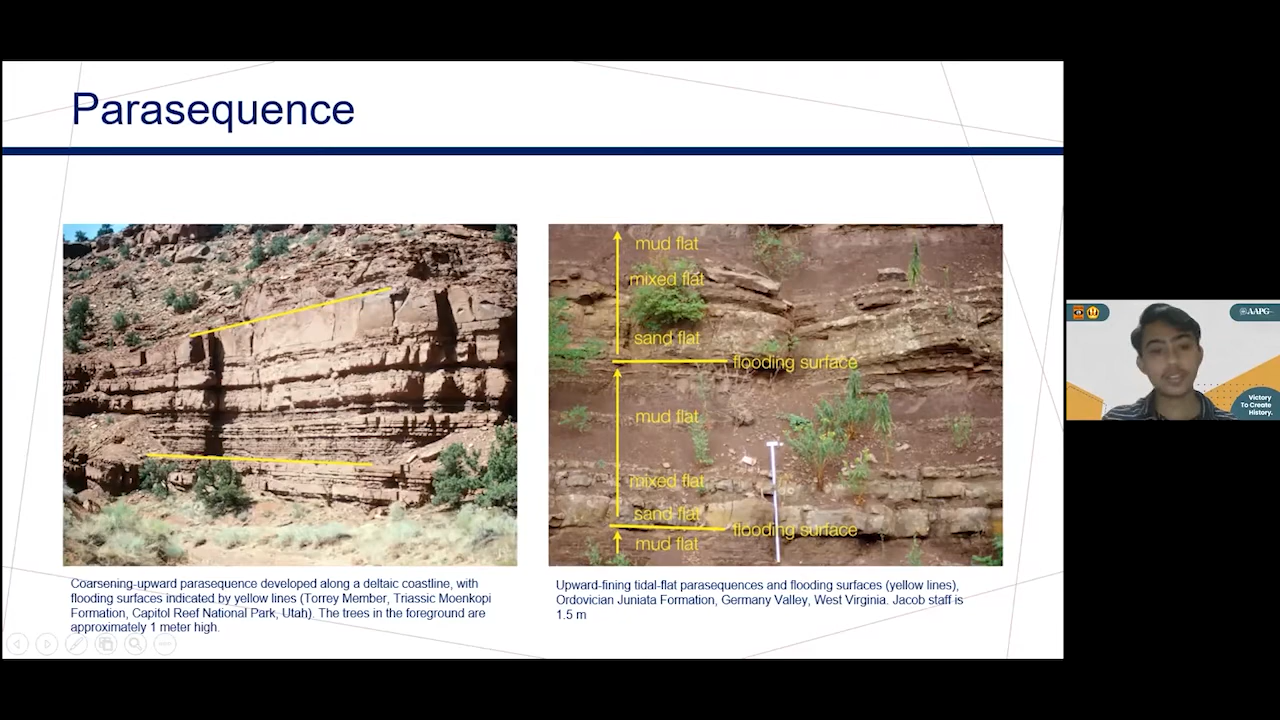 Parasequence
mud flat
mixed flat
sand flat
flooding surface
mud flat
mixed flat
sand flat
flooding surface
mud flat
Coarsening-upward parasequence developed along a deltaic coastline, with
flooding surfaces indicated by yellow lines (Torrey Member, Triassic Moenkopi
Formation, Capitol Reef National Park, Utah). The trees in the foreground are
approximately 1 meter high.
Upward-fining tidal-flat parasequences and flooding surfaces (yellow lines),
Ordovician Juniata Formation, Germany Valley, West Virginia. Jacob staff is
1.5 m
AAPG
Victory
To Create
History.